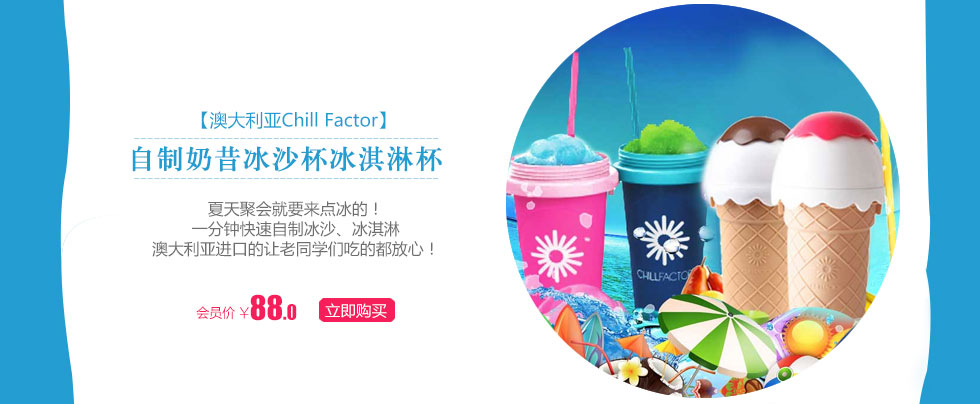 【澳大利亚Chill Factor】
自制奶昔冰沙杯冰淇淋杯
夏天聚会就要来点冰的！
一分钟快速自制冰沙、冰淇淋
澳大利亚进口的让老同学们吃的都放心！
会员价 ¥88.0 立即购买
CHILLFACTOR